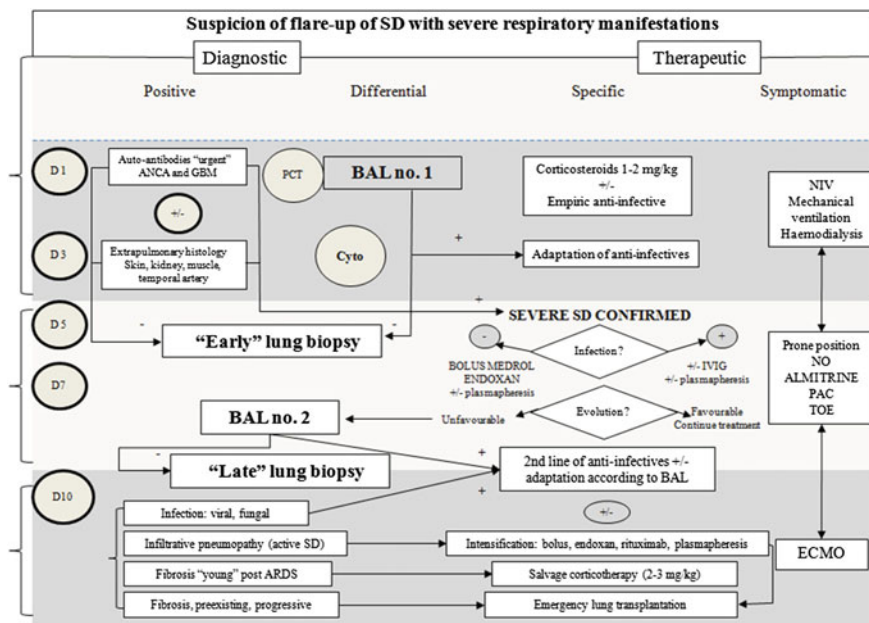 Suspicion of flare-up of SD with severe respiratory manifestations
Diagnostic
Therapeutic
Positive
Differential
Specific
Symptomatic
D1
Auto-antibodies “urgent”
ANCA and GBM
PCT
BAL no. 1
Corticosteroids 1-2 mg/kg
+/-
Empiric anti-infective
NIV
Mechanical
ventilation
Haemodialysis
+/-
D3
Extrapulmonary histology
Skin, kidney, muscle,
temporal artery
Cyto
+
Adaptation of anti-infectives
+
D5
SEVERE SD CONFIRMED
-
“Early” lung biopsy
-
-
Infection?
+
BOLUS MEDROL
ENDOXAN
+/- plasmapheresis
+/- IVIG
+/- plasmapheresis
Prone position
NO
ALMITRINE
PAC
TOE
D7
BAL no. 2
Unfavourable
Evolution?
Favourable
Continue treatment
-
“Late” lung biopsy
+
2nd line of anti-infectives +/-
adaptation according to BAL
+
D10
Infection: viral, fungal
+/-
Infiltrative pneumopathy (active SD)
Intensification: bolus, endoxan, rituximab, plasmapheresis
ECMO
Fibrosis “young” post ARDS
Salvage corticotherapy (2-3 mg/kg)
Fibrosis, preexisting, progressive
Emergency lung transplantation